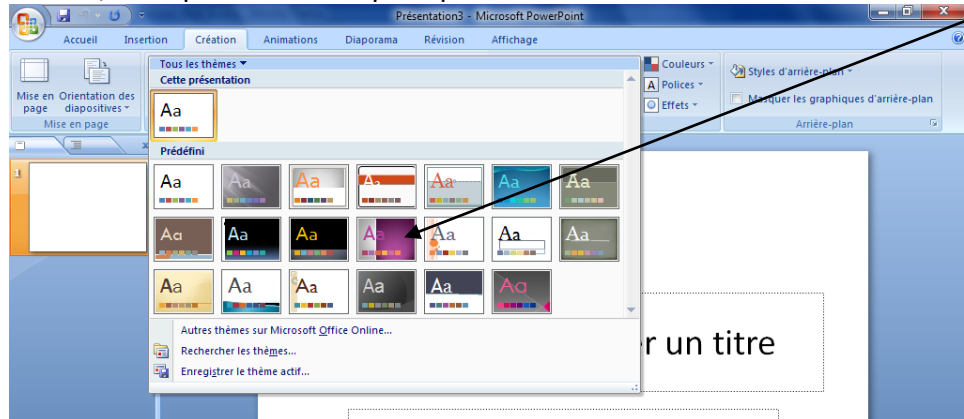 Présentation3 - Microsoft PowerPoint
Accueil Insertion Création Animations Diaporama Révision Affichage
Tous les thèmes
Cette présentation
Aa
Prédéfini
Aa Aa Aa Aa Aa Aa Aa
Aa Aa Aa Aa Aa Aa Aa
Aa Aa Aa Aa Aa Aa
Autres thèmes sur Microsoft Office Online...
Rechercher les thèmes...
Enregistrer le thème actif...
Mise en page
Orientation des diapositives
Mise en page
Couleurs
Polices
Effets
Styles d'arrière-plan
Masquer les graphiques d'arrière-plan
Arrière-plan
1
r un titre